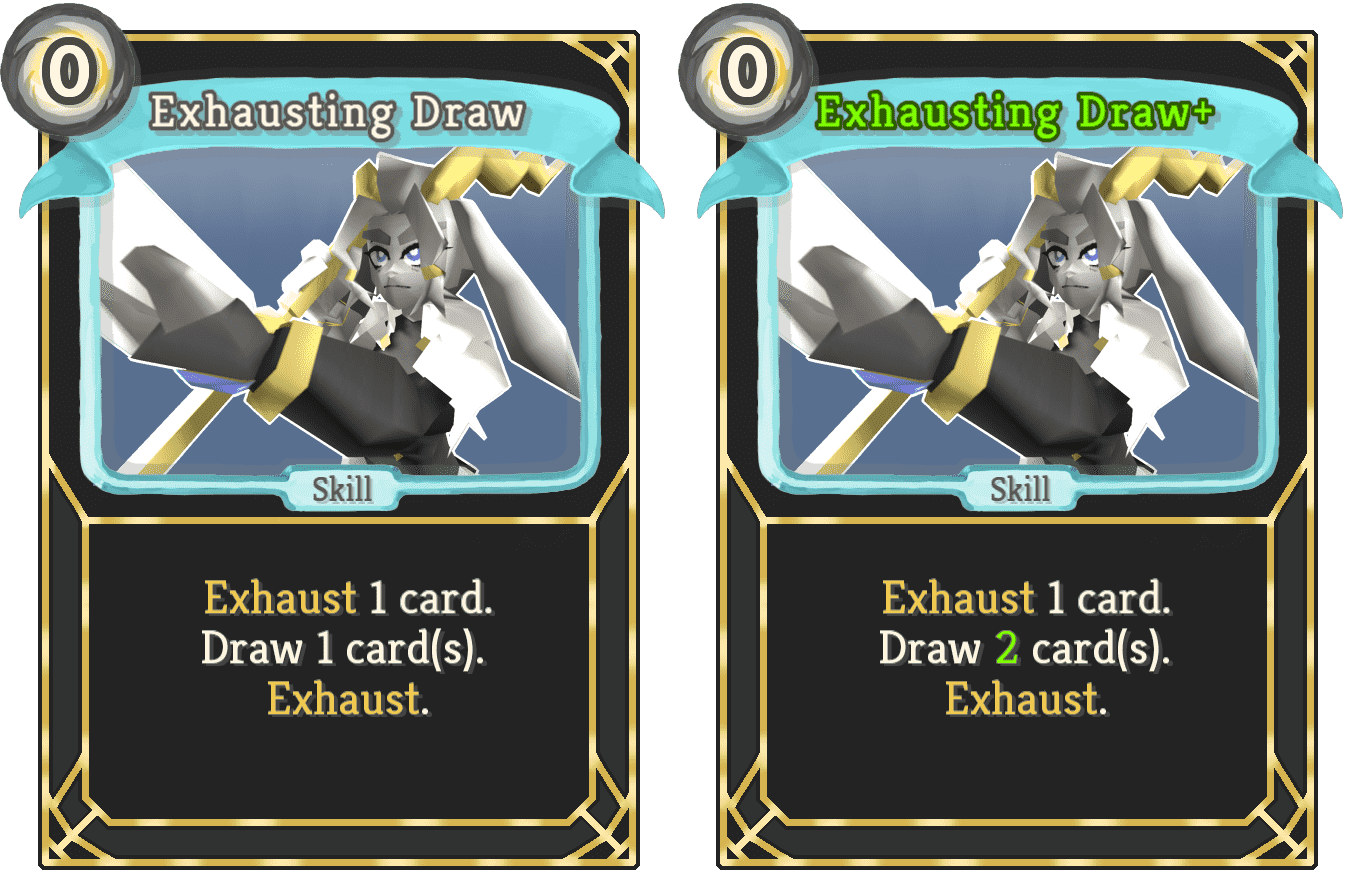 0
Exhausting Draw
Skill
Exhaust 1 card.
Draw 1 card(s).
Exhaust.
0
Exhausting Draw+
Skill
Exhaust 1 card.
Draw 2 card(s).
Exhaust.